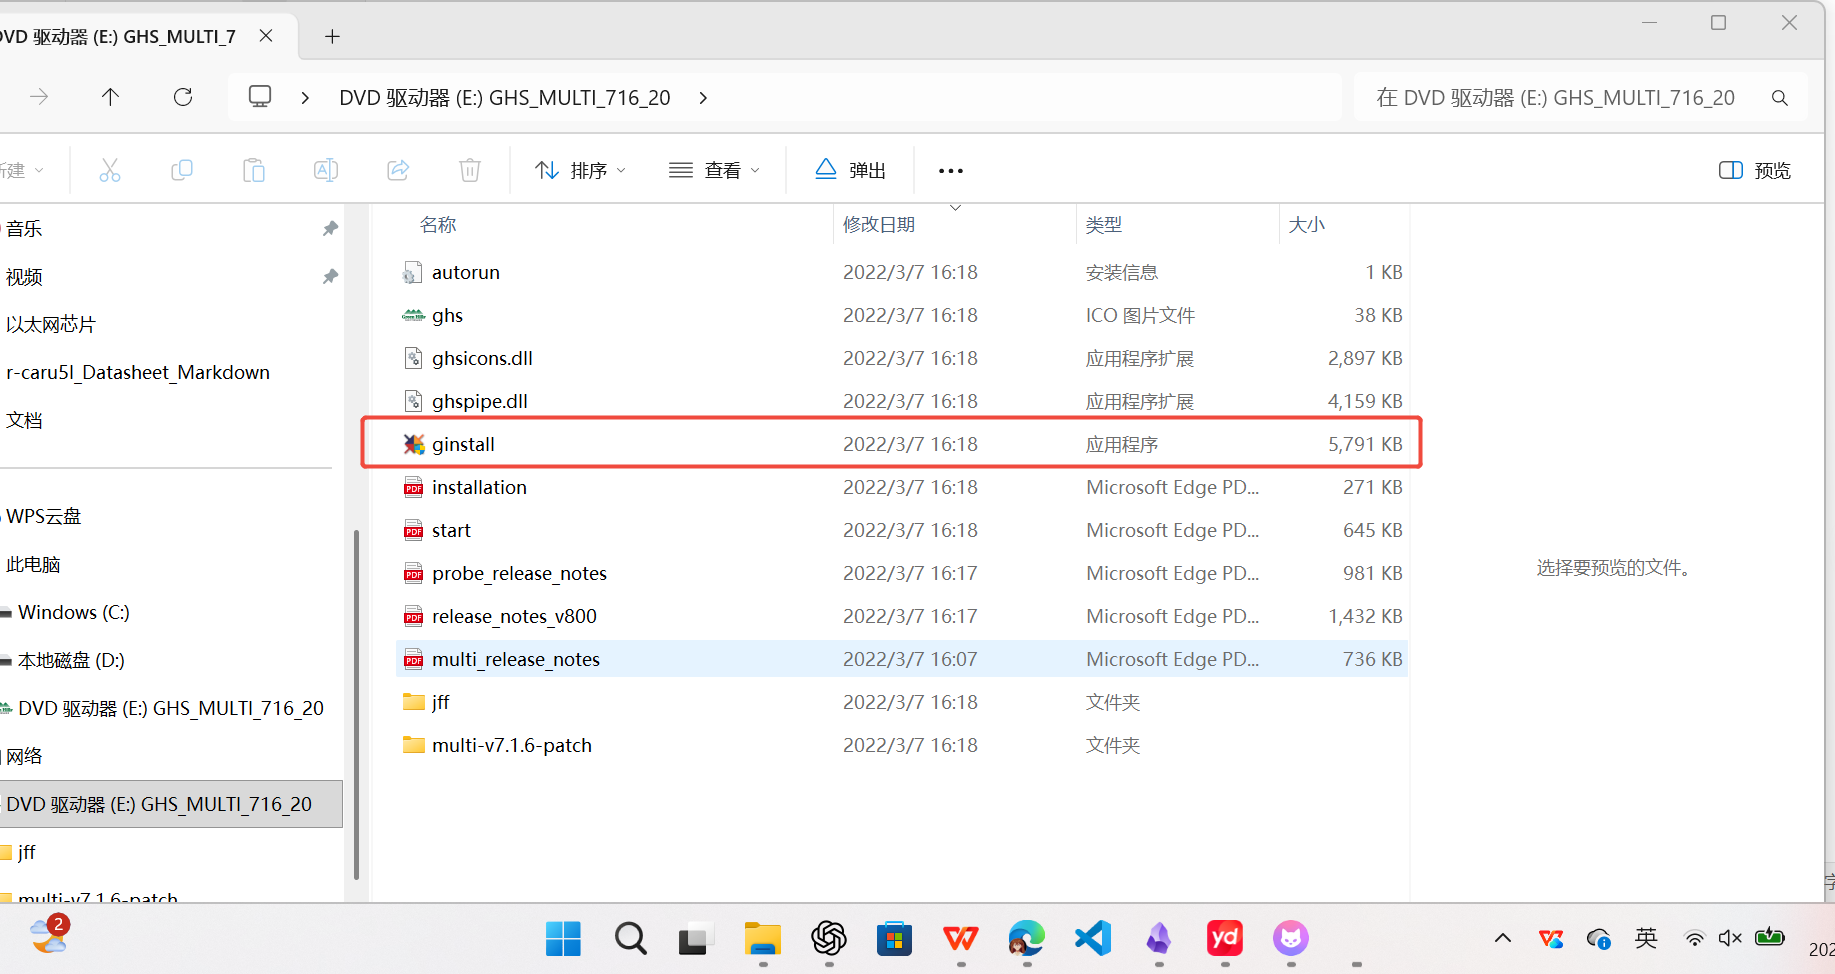 DVD 驱动器 (E:) GHS_MULTI_7
DVD 驱动器 (E:) GHS_MULTI_716_20
在 DVD 驱动器 (E:) GHS_MULTI_716_20
新建
排序
查看
弹出
预览
音乐
视频
以太网芯片
r-caru5l_Datasheet_Markdown
文档
WPS云盘
此电脑
Windows (C:)
本地磁盘 (D:)
DVD 驱动器 (E:) GHS_MULTI_716_20
网络
DVD 驱动器 (E:) GHS_MULTI_716_20
jff
multi-v7.1.6-patch
名称 修改日期 类型 大小
autorun 2022/3/7 16:18 安装信息 1 KB
ghs 2022/3/7 16:18 ICO 图片文件 38 KB
ghsicons.dll 2022/3/7 16:18 应用程序扩展 2,897 KB
ghspipe.dll 2022/3/7 16:18 应用程序扩展 4,159 KB
ginstall 2022/3/7 16:18 应用程序 5,791 KB
installation 2022/3/7 16:18 Microsoft Edge PD... 271 KB
start 2022/3/7 16:18 Microsoft Edge PD... 645 KB
probe_release_notes 2022/3/7 16:17 Microsoft Edge PD... 981 KB
release_notes_v800 2022/3/7 16:17 Microsoft Edge PD... 1,432 KB
multi_release_notes 2022/3/7 16:07 Microsoft Edge PD... 736 KB
jff 2022/3/7 16:18 文件夹
multi-v7.1.6-patch 2022/3/7 16:18 文件夹
选择要预览的文件。
2
yd
英
202